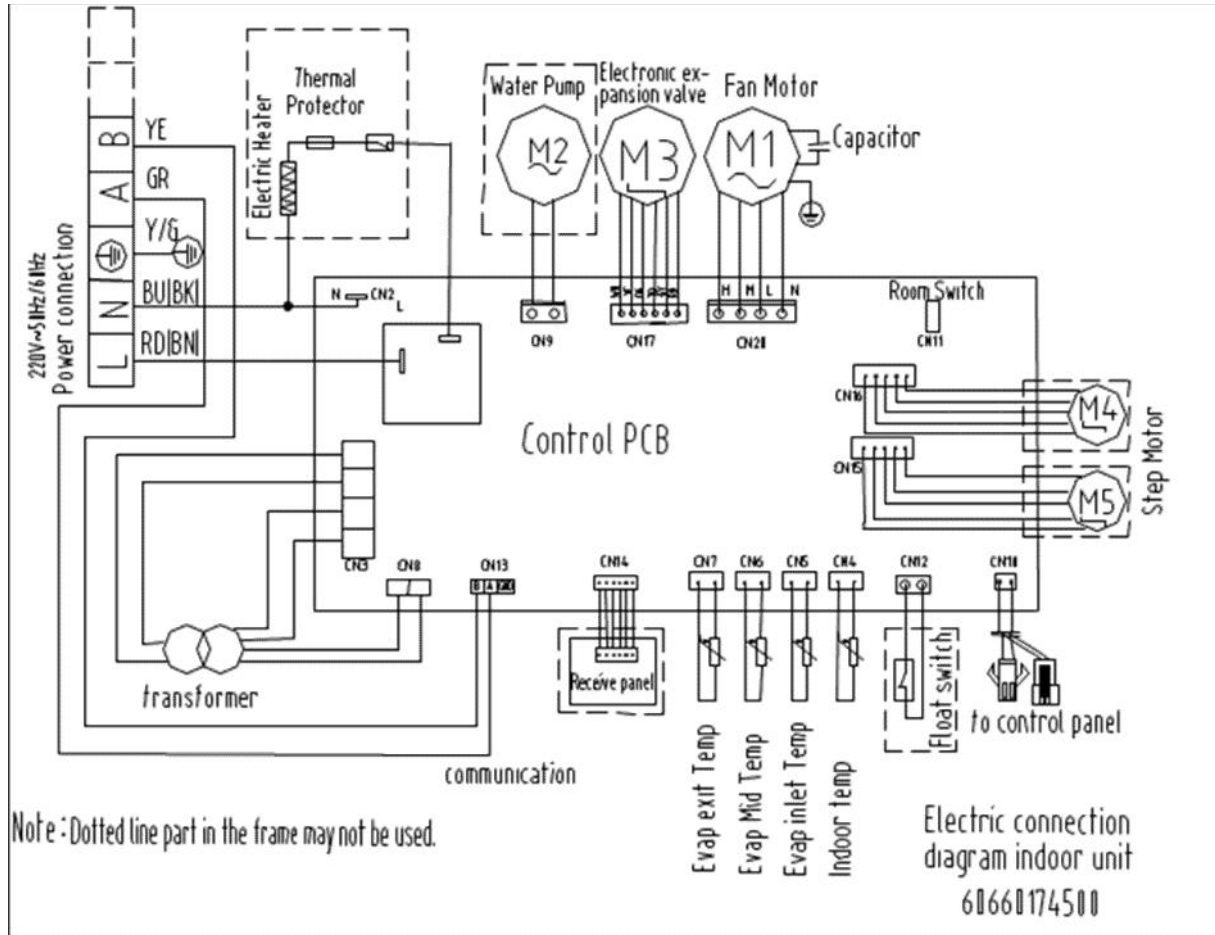 Thermal
Protector
Electric Heater
Water Pump
Electronic ex-
pansion valve
Fan Motor
M2
M3
M1
Capacitor
B
YE
A
GR
Y/G
N
BU|BK|
L
RD|BN|
220V~50Hz/60Hz
Power connection
N
CN2
L
CN9
CN17
M
M
L
N
CN20
Room Switch
CN11
Control PCB
CN16
M4
CN15
M5
Step Motor
CN3
CN8
CN13
B A GND
CN14
CN7
CN6
CN5
CN4
CN12
CN10
transformer
Receive panel
Float switch
to control panel
communication
Evap exit Temp
Evap Mid Temp
Evap inlet Temp
Indoor temp
Note: Dotted line part in the frame may not be used.
Electric connection
diagram indoor unit
60660174500